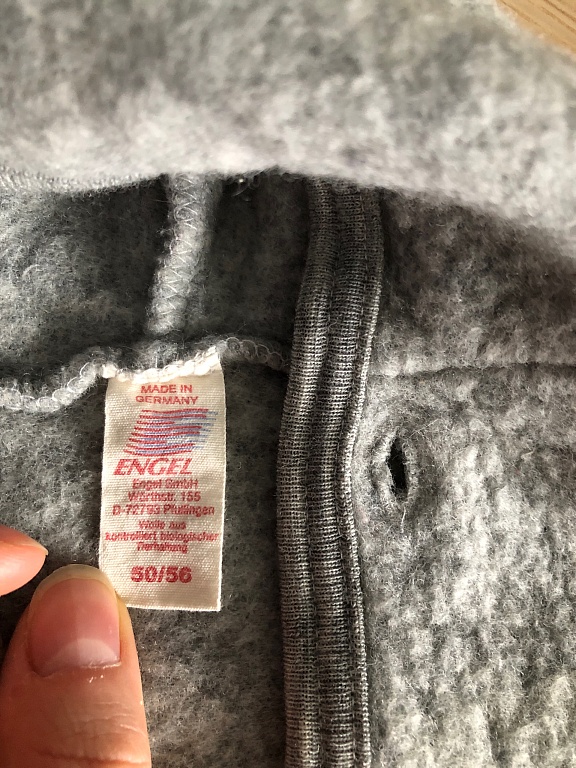 MADE IN
GERMANY
ENGEL
Engel GmbH
Wörthstr. 155
D-72793 Pfullingen
Wolle aus
kontrolliert biologischer
Tierhaltung
50/56